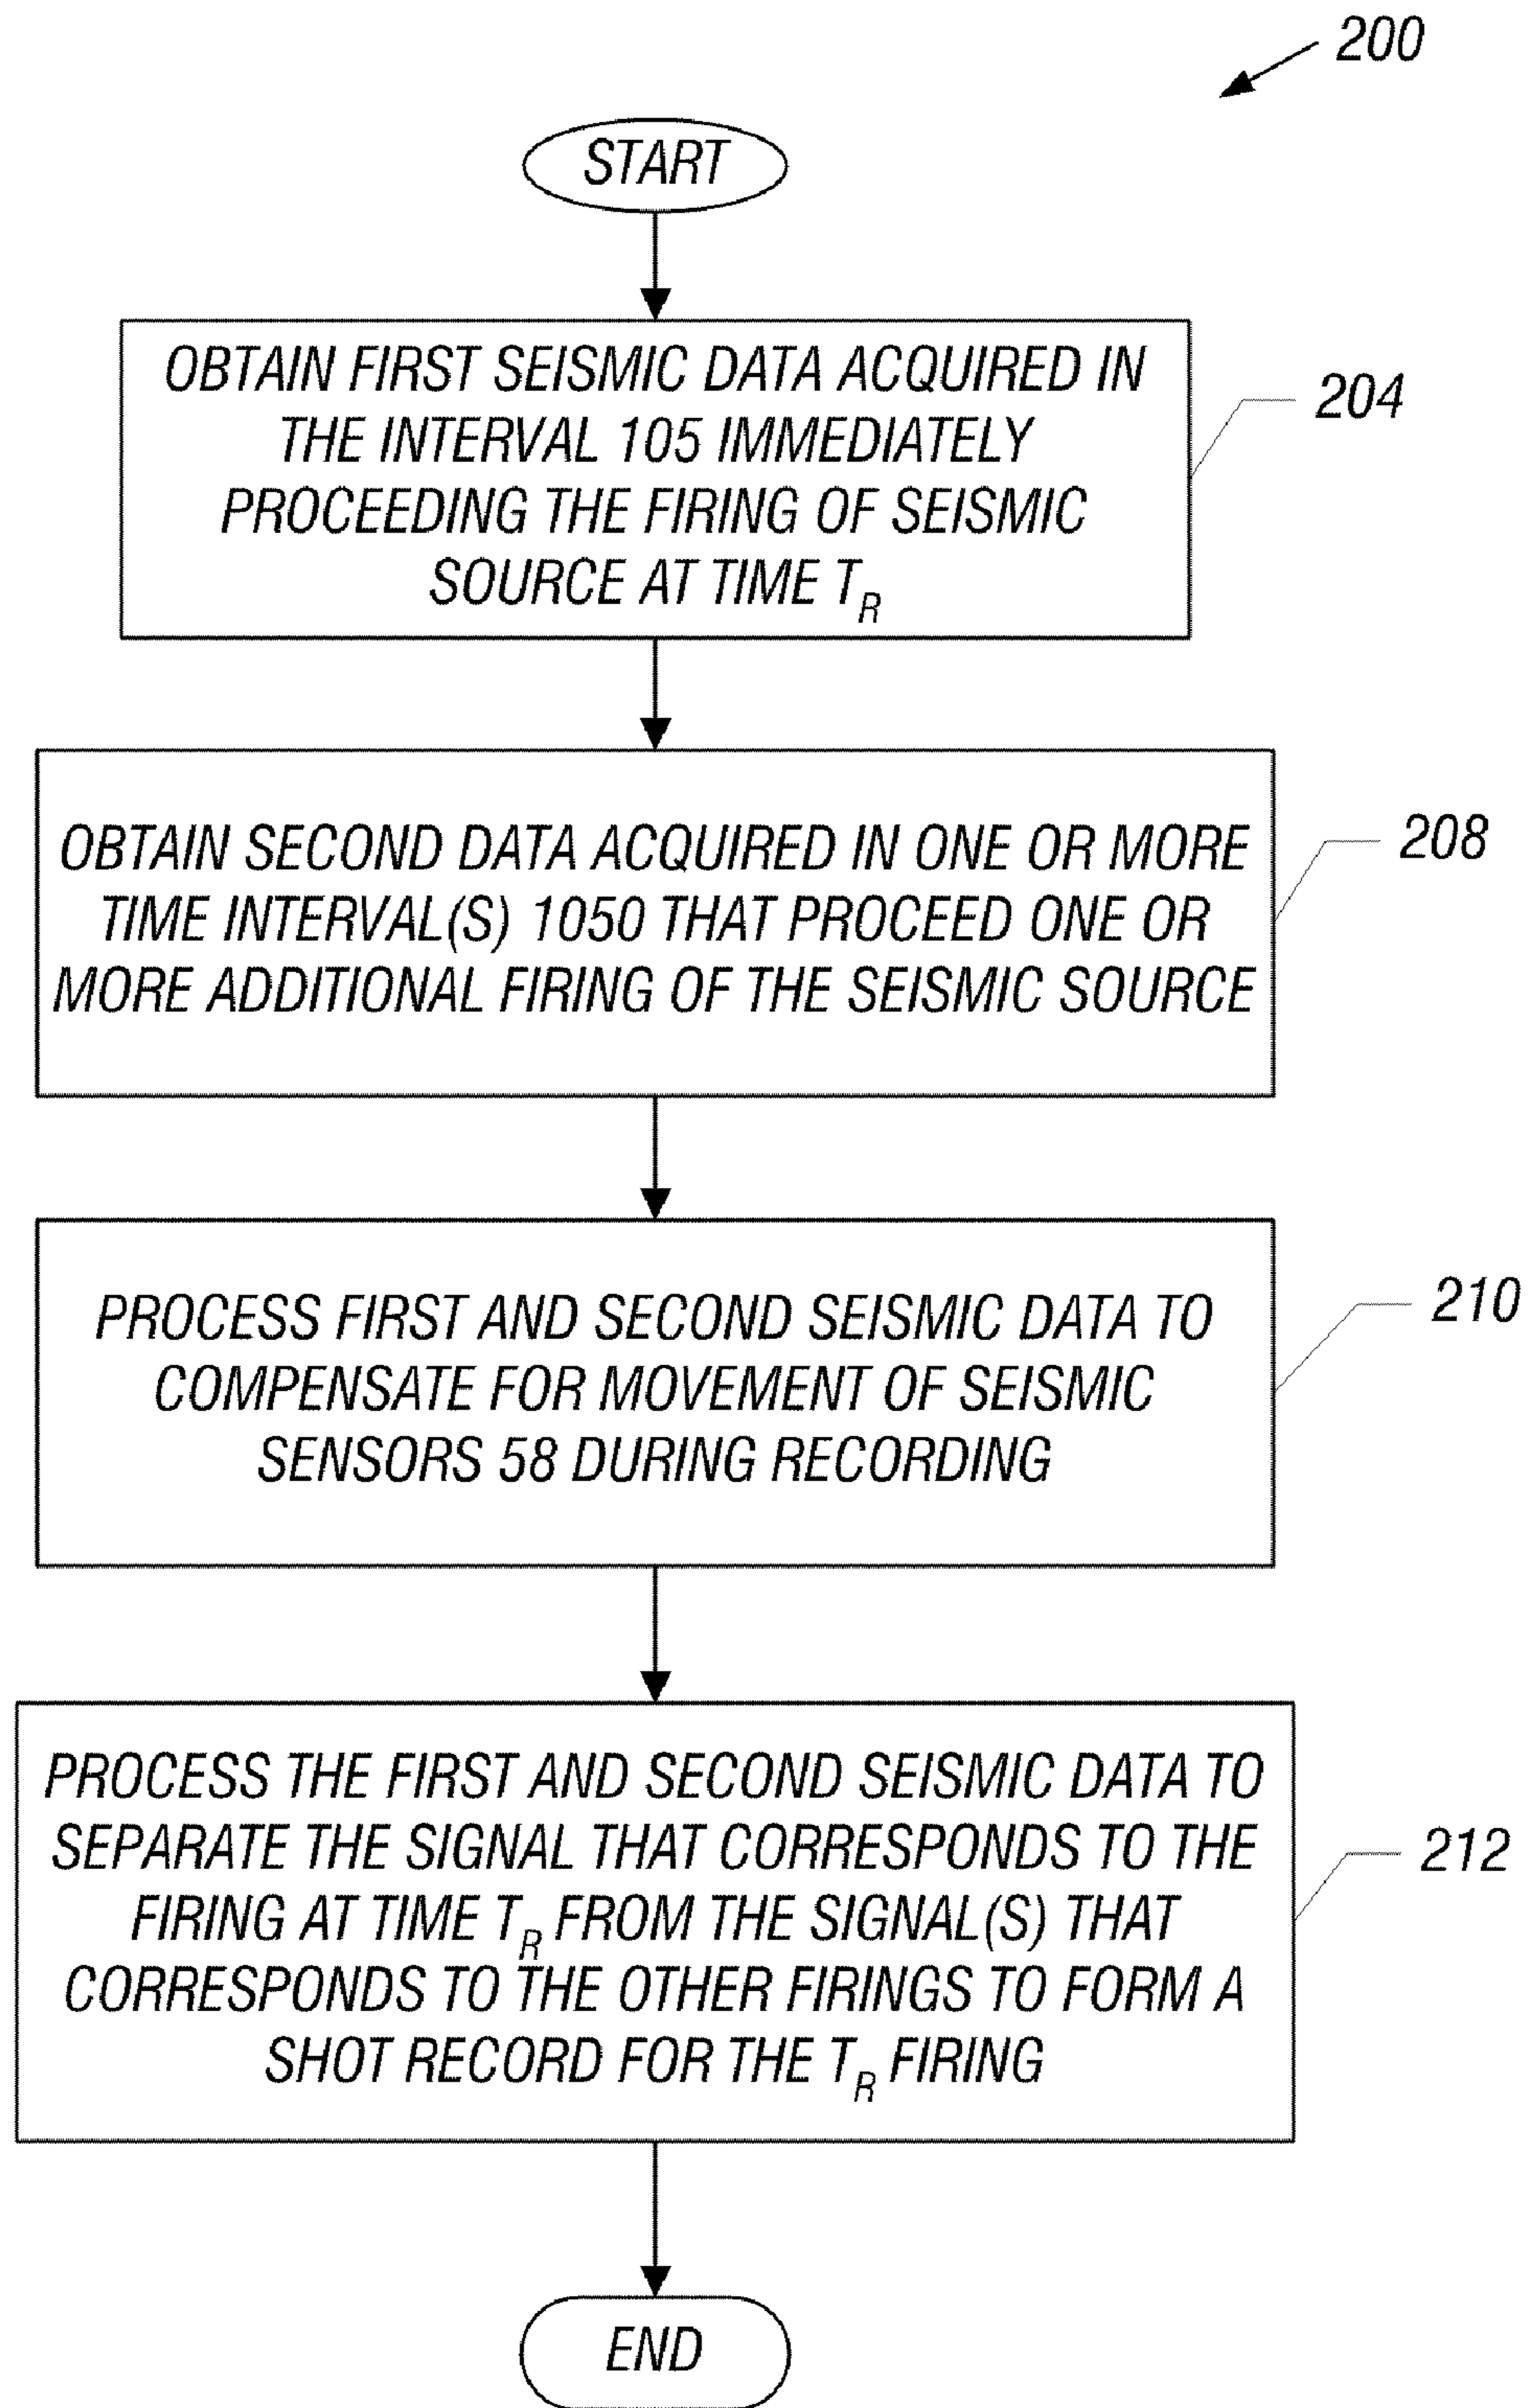 200
START
OBTAIN FIRST SEISMIC DATA ACQUIRED IN
THE INTERVAL 105 IMMEDIATELY
PROCEEDING THE FIRING OF SEISMIC
SOURCE AT TIME T_R
204
OBTAIN SECOND DATA ACQUIRED IN ONE OR MORE
TIME INTERVAL(S) 1050 THAT PROCEED ONE OR
MORE ADDITIONAL FIRING OF THE SEISMIC SOURCE
208
PROCESS FIRST AND SECOND SEISMIC DATA TO
COMPENSATE FOR MOVEMENT OF SEISMIC
SENSORS 58 DURING RECORDING
210
PROCESS THE FIRST AND SECOND SEISMIC DATA TO
SEPARATE THE SIGNAL THAT CORRESPONDS TO THE
FIRING AT TIME T_R FROM THE SIGNAL(S) THAT
CORRESPONDS TO THE OTHER FIRINGS TO FORM A
SHOT RECORD FOR THE T_R FIRING
212
END